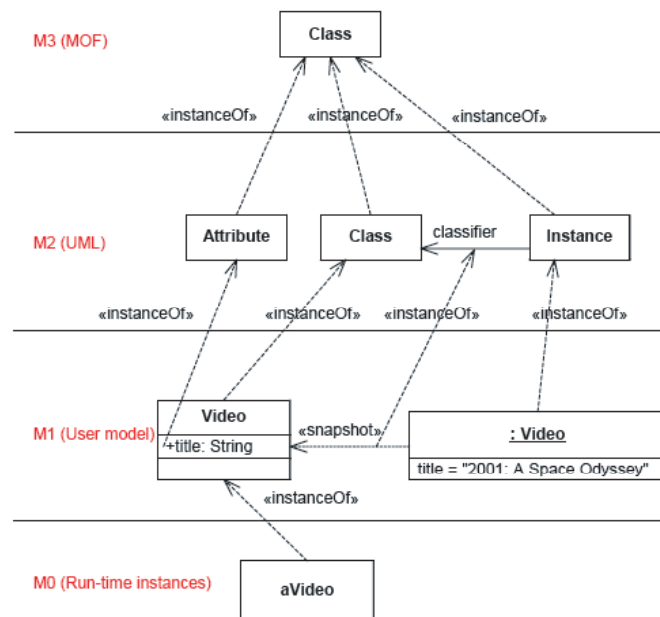 Class
M3 (MOF)
«instanceOf» «instanceOf» «instanceOf»
Attribute Class classifier Instance
M2 (UML)
«instanceOf» «instanceOf» «instanceOf» «instanceOf»
Video
M1 (User model)
+title: String
«snapshot»
: Video
title = "2001: A Space Odyssey"
«instanceOf»
M0 (Run-time instances)
aVideo